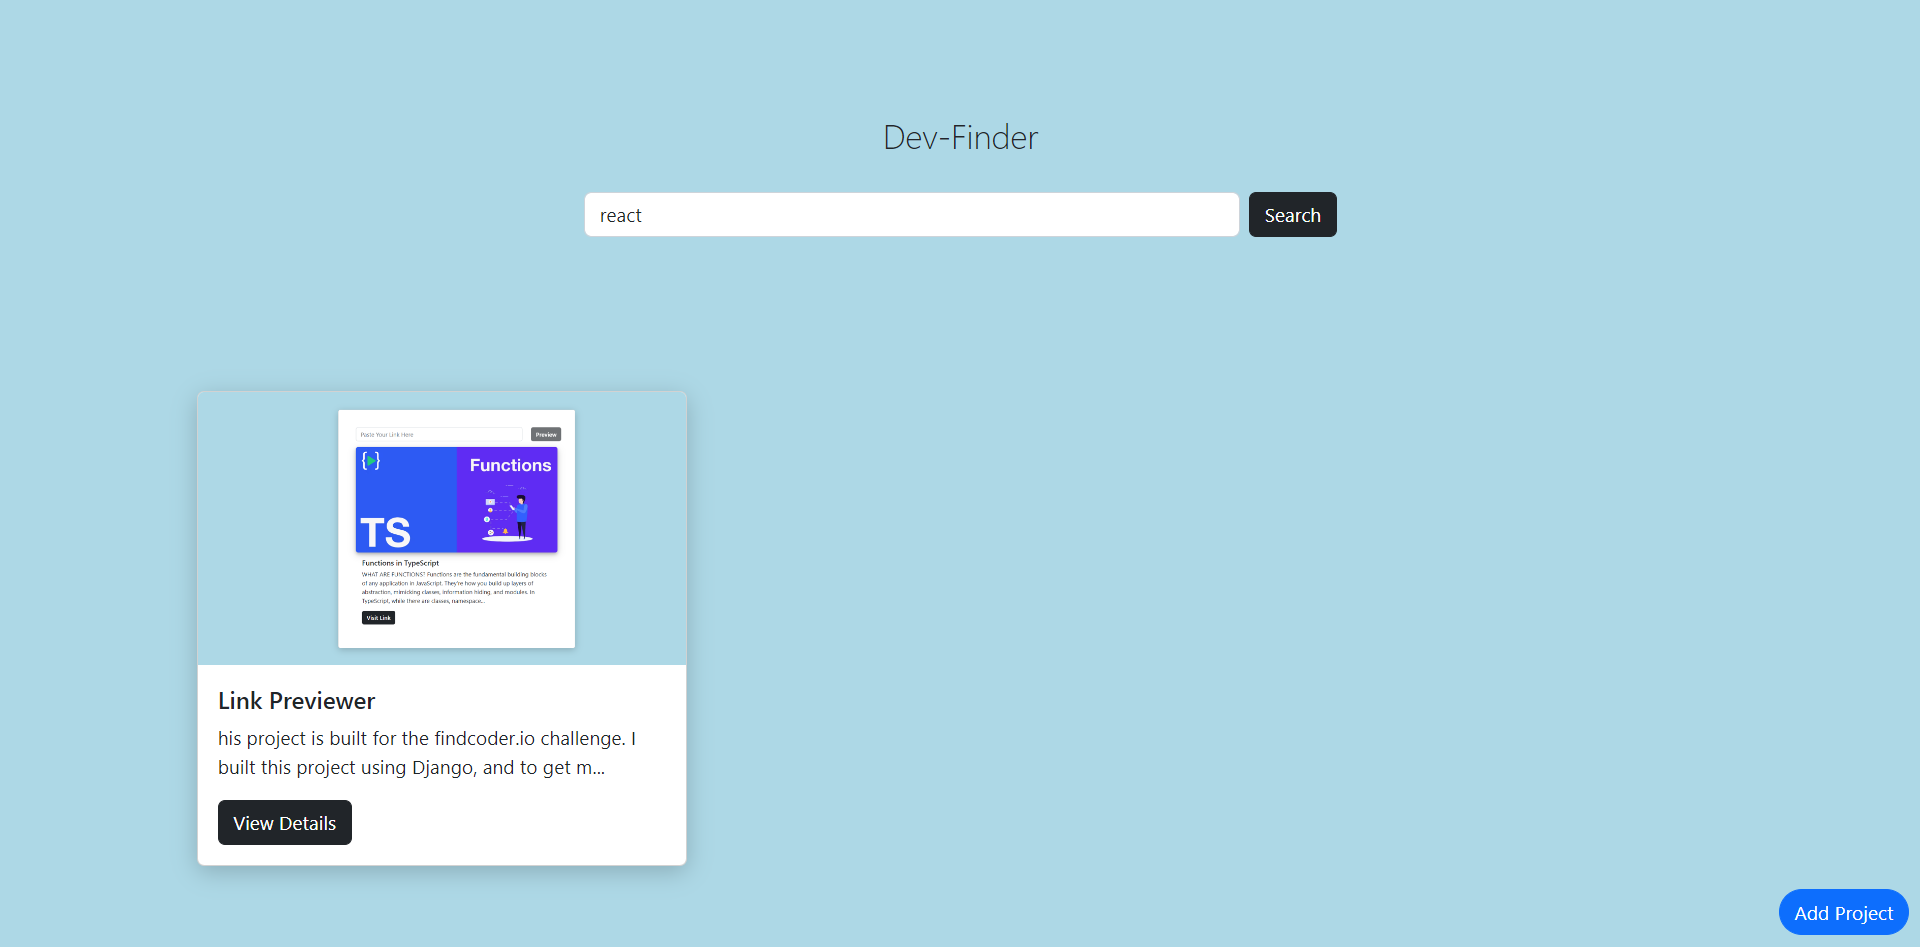 Dev-Finder
react
Search
Paste Your Link Here
Preview
Functions
TS
Functions in TypeScript
WHAT ARE FUNCTIONS? Functions are the fundamental building blocks
of any application in JavaScript. They're how you build up layers of
abstraction, mimicking classes, information hiding, and modules. In
TypeScript, while there are classes, namespace...
Visit Link
Link Previewer
his project is built for the findcoder.io challenge. I
built this project using Django, and to get m...
View Details
Add Project